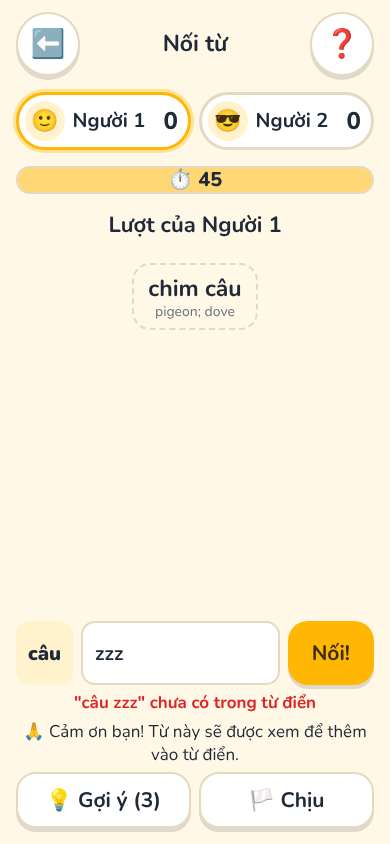 Nối từ
Người 1 0
Người 2 0
45
Lượt của Người 1
chim câu
pigeon; dove
câu
zzz
Nối!
"câu zzz" chưa có trong từ điển
🙏 Cảm ơn bạn! Từ này sẽ được xem để thêm
vào từ điển.
💡 Gợi ý (3)
🏳️ Chịu